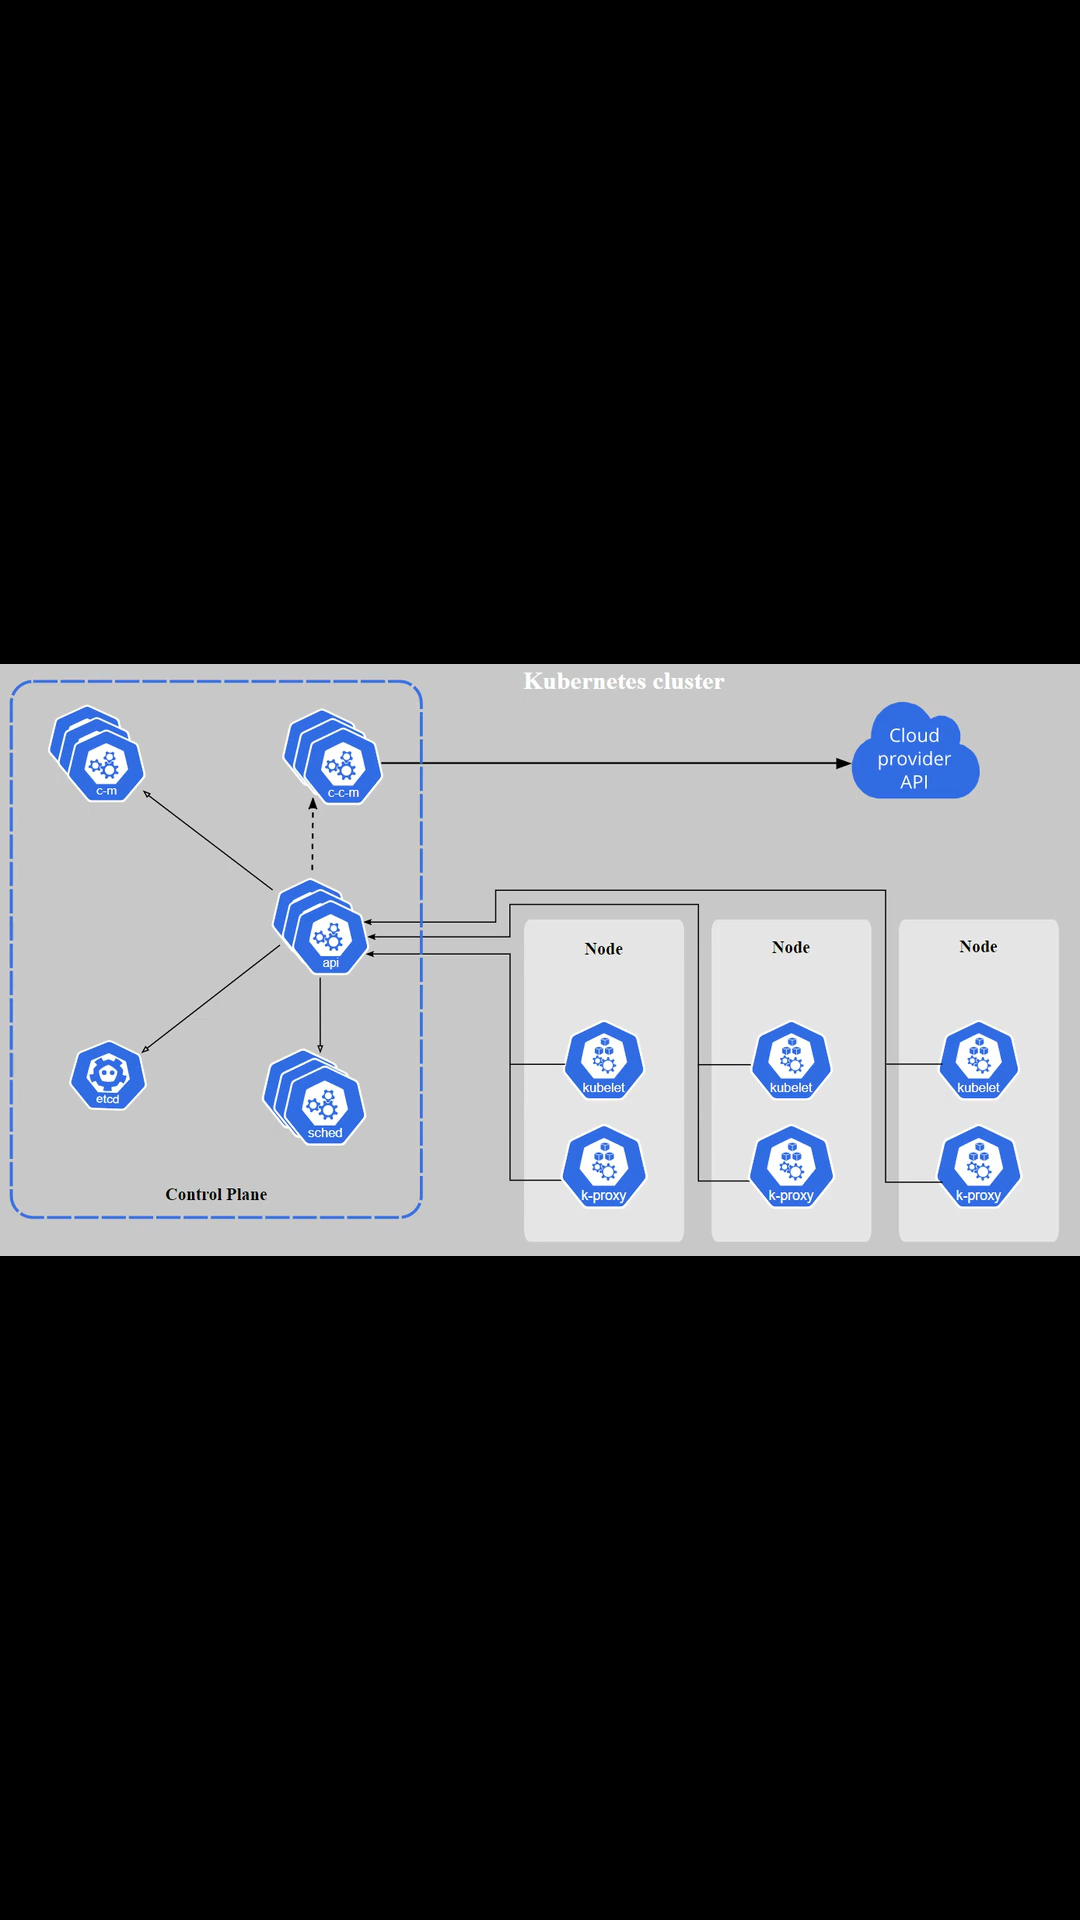 Kubernetes cluster
c-m
c-c-m
Cloud
provider
API
api
etcd
sched
Control Plane
Node
Node
Node
kubelet
kubelet
kubelet
k-proxy
k-proxy
k-proxy